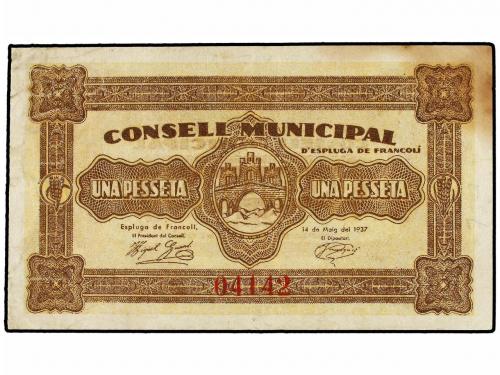 CONSELL MUNICIPAL
D'ESPLUGA DE FRANCOLÍ
UNA PESSETA
UNA PESSETA
Espluga de Francolí,
El President del Consell,
14 de Maig del 1937
El Dipositari,
04142